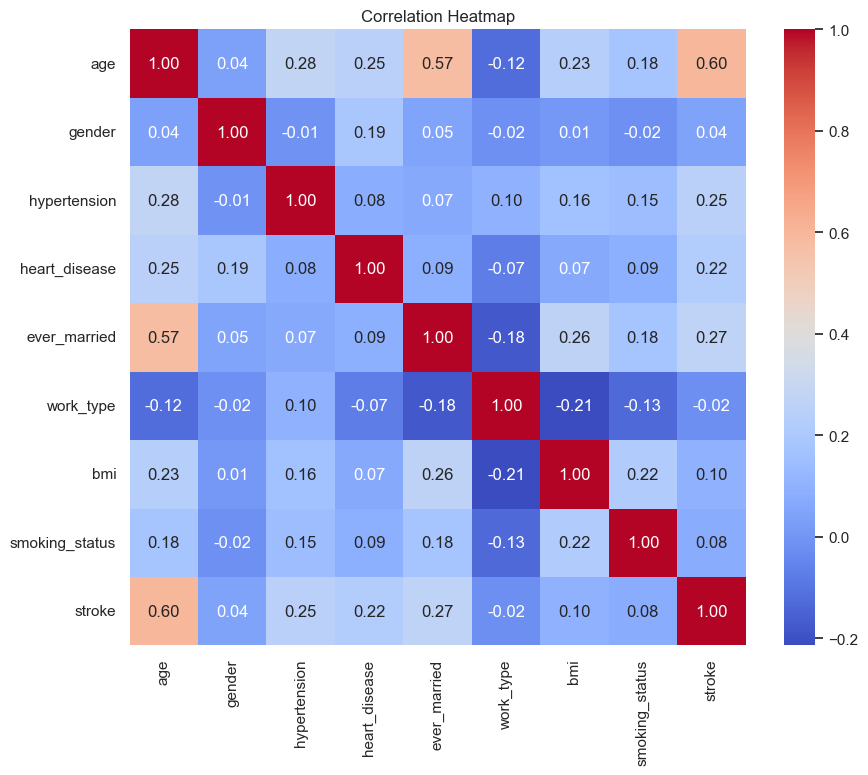 Correlation Heatmap
age 1.00 0.04 0.28 0.25 0.57 -0.12 0.23 0.18 0.60
gender 0.04 1.00 -0.01 0.19 0.05 -0.02 0.01 -0.02 0.04
hypertension 0.28 -0.01 1.00 0.08 0.07 0.10 0.16 0.15 0.25
heart_disease 0.25 0.19 0.08 1.00 0.09 -0.07 0.07 0.09 0.22
ever_married 0.57 0.05 0.07 0.09 1.00 -0.18 0.26 0.18 0.27
work_type -0.12 -0.02 0.10 -0.07 -0.18 1.00 -0.21 -0.13 -0.02
bmi 0.23 0.01 0.16 0.07 0.26 -0.21 1.00 0.22 0.10
smoking_status 0.18 -0.02 0.15 0.09 0.18 -0.13 0.22 1.00 0.08
stroke 0.60 0.04 0.25 0.22 0.27 -0.02 0.10 0.08 1.00
age gender hypertension heart_disease ever_married work_type bmi smoking_status stroke
1.0
0.8
0.6
0.4
0.2
0.0
−0.2